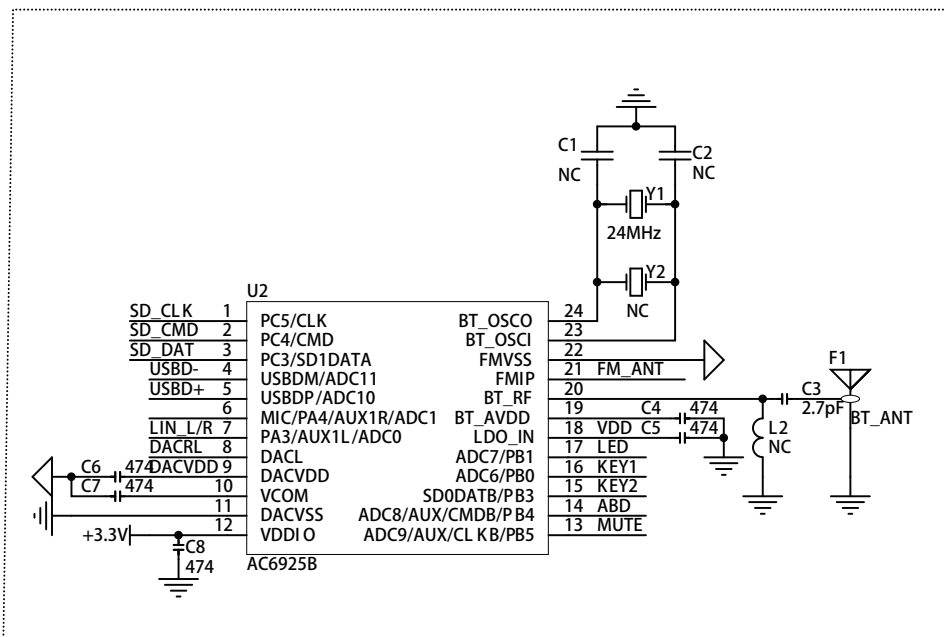 C1
C2
NC
NC
Y1
24MHz
Y2
NC
U2
SD_CLK 1 PC5/CLK BT_OSCO 24
SD_CMD 2 PC4/CMD BT_OSCI 23
SD_DAT 3 PC3/SD1DATA FMVSS 22
USBD- 4 USBDM/ADC11 FMIP 21 FM_ANT
USBD+ 5 USBDP/ADC10 BT_RF 20
6 MIC/PA4/AUX1R/ADC1 BT_AVDD 19 C4 474
LIN_L/R 7 PA3/AUX1L/ADC0 LDO_IN 18 VDD C5 474
DACRL 8 DACL ADC7/PB1 17 LED
C6 474 DACVDD 9 DACVDD ADC6/PB0 16 KEY1
C7 474 10 VCOM SD0DATB/PB3 15 KEY2
11 DACVSS ADC8/AUX/CMDB/PB4 14 ABD
+3.3V 12 VDDIO ADC9/AUX/CLKB/PB5 13 MUTE
C8
474
AC6925B
F1
C3
2.7pF
BT_ANT
L2
NC